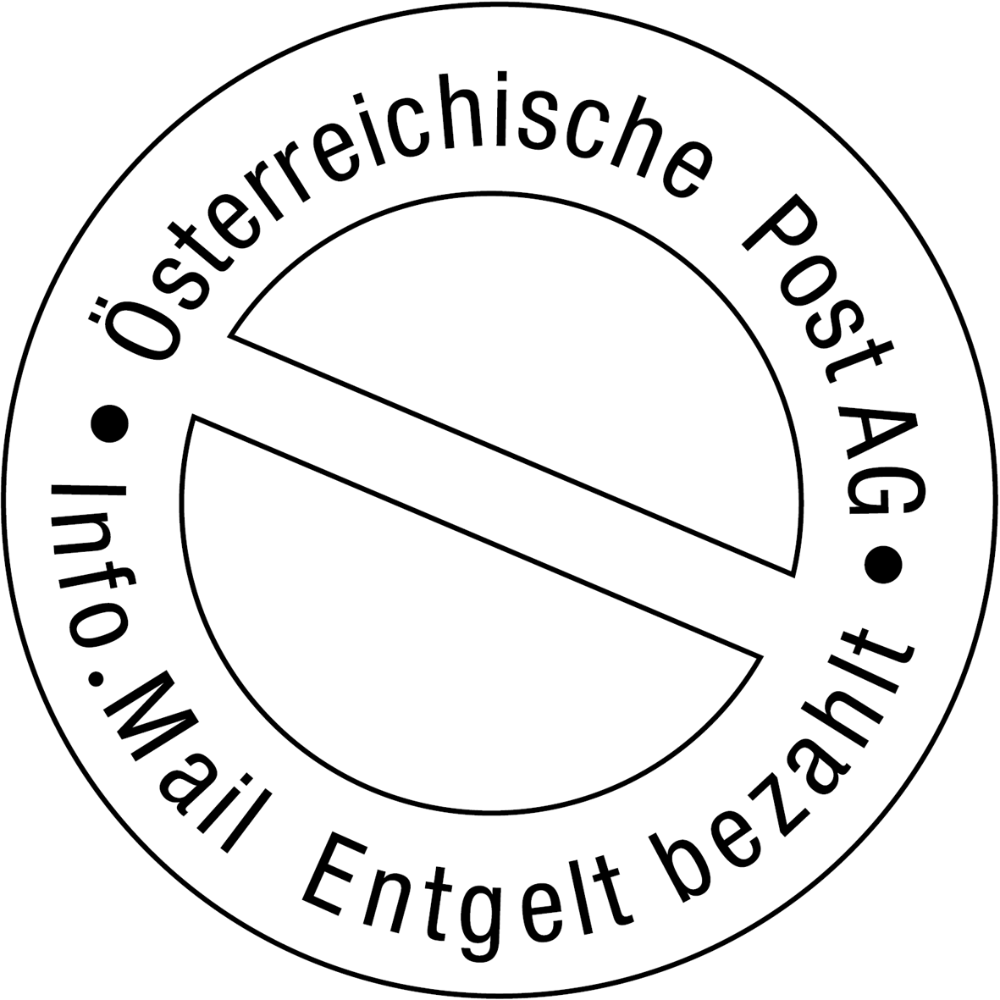 Österreichische Post AG
• Info.Mail Entgelt bezahlt •